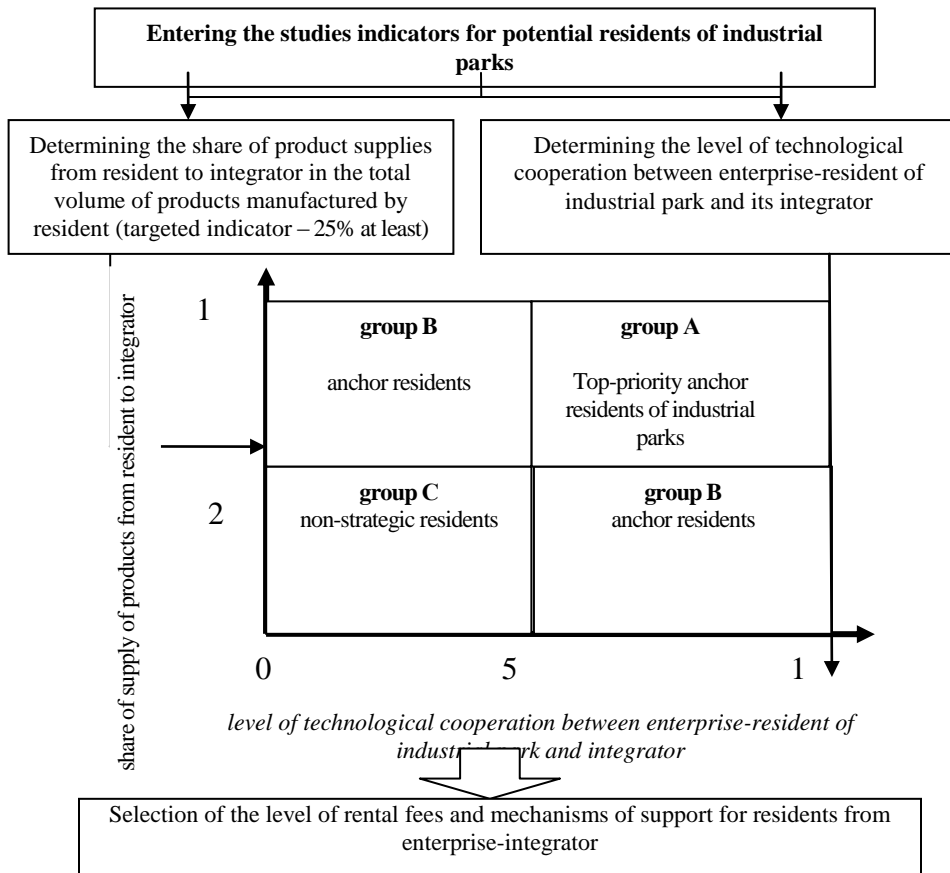 Entering the studies indicators for potential residents of industrial
parks
Determining the share of product supplies
from resident to integrator in the total
volume of products manufactured by
resident (targeted indicator – 25% at least)
Determining the level of technological
cooperation between enterprise-resident of
industrial park and its integrator
share of supply of products from resident to integrator
1
group B
anchor residents
group A
Top-priority anchor
residents of industrial
parks
2
group C
non-strategic residents
group B
anchor residents
0
5
1
level of technological cooperation between enterprise-resident of
industrial park and integrator
Selection of the level of rental fees and mechanisms of support for residents from
enterprise-integrator